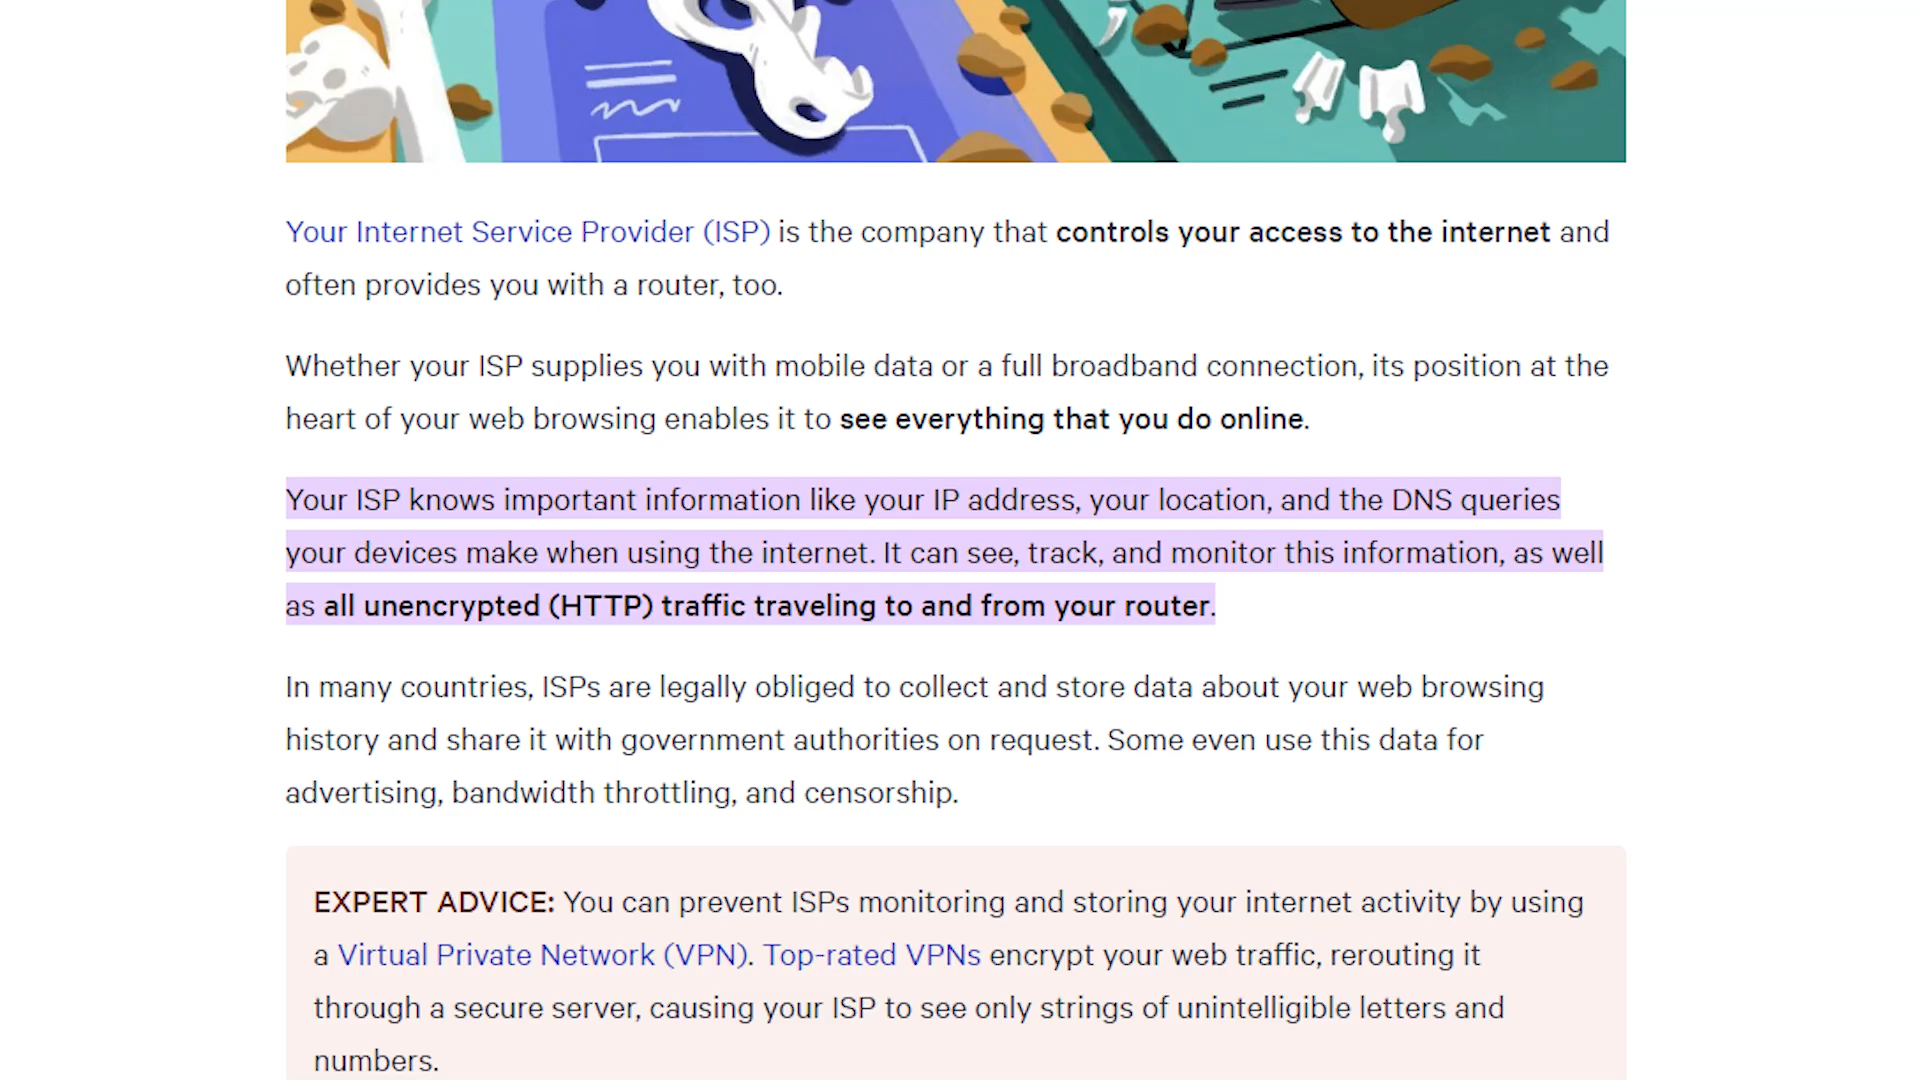 Your Internet Service Provider (ISP) is the company that controls your access to the internet and
often provides you with a router, too.
Whether your ISP supplies you with mobile data or a full broadband connection, its position at the
heart of your web browsing enables it to see everything that you do online.
Your ISP knows important information like your IP address, your location, and the DNS queries
your devices make when using the internet. It can see, track, and monitor this information, as well
as all unencrypted (HTTP) traffic traveling to and from your router.
In many countries, ISPs are legally obliged to collect and store data about your web browsing
history and share it with government authorities on request. Some even use this data for
advertising, bandwidth throttling, and censorship.
EXPERT ADVICE: You can prevent ISPs monitoring and storing your internet activity by using
a Virtual Private Network (VPN). Top-rated VPNs encrypt your web traffic, rerouting it
through a secure server, causing your ISP to see only strings of unintelligible letters and
numbers.